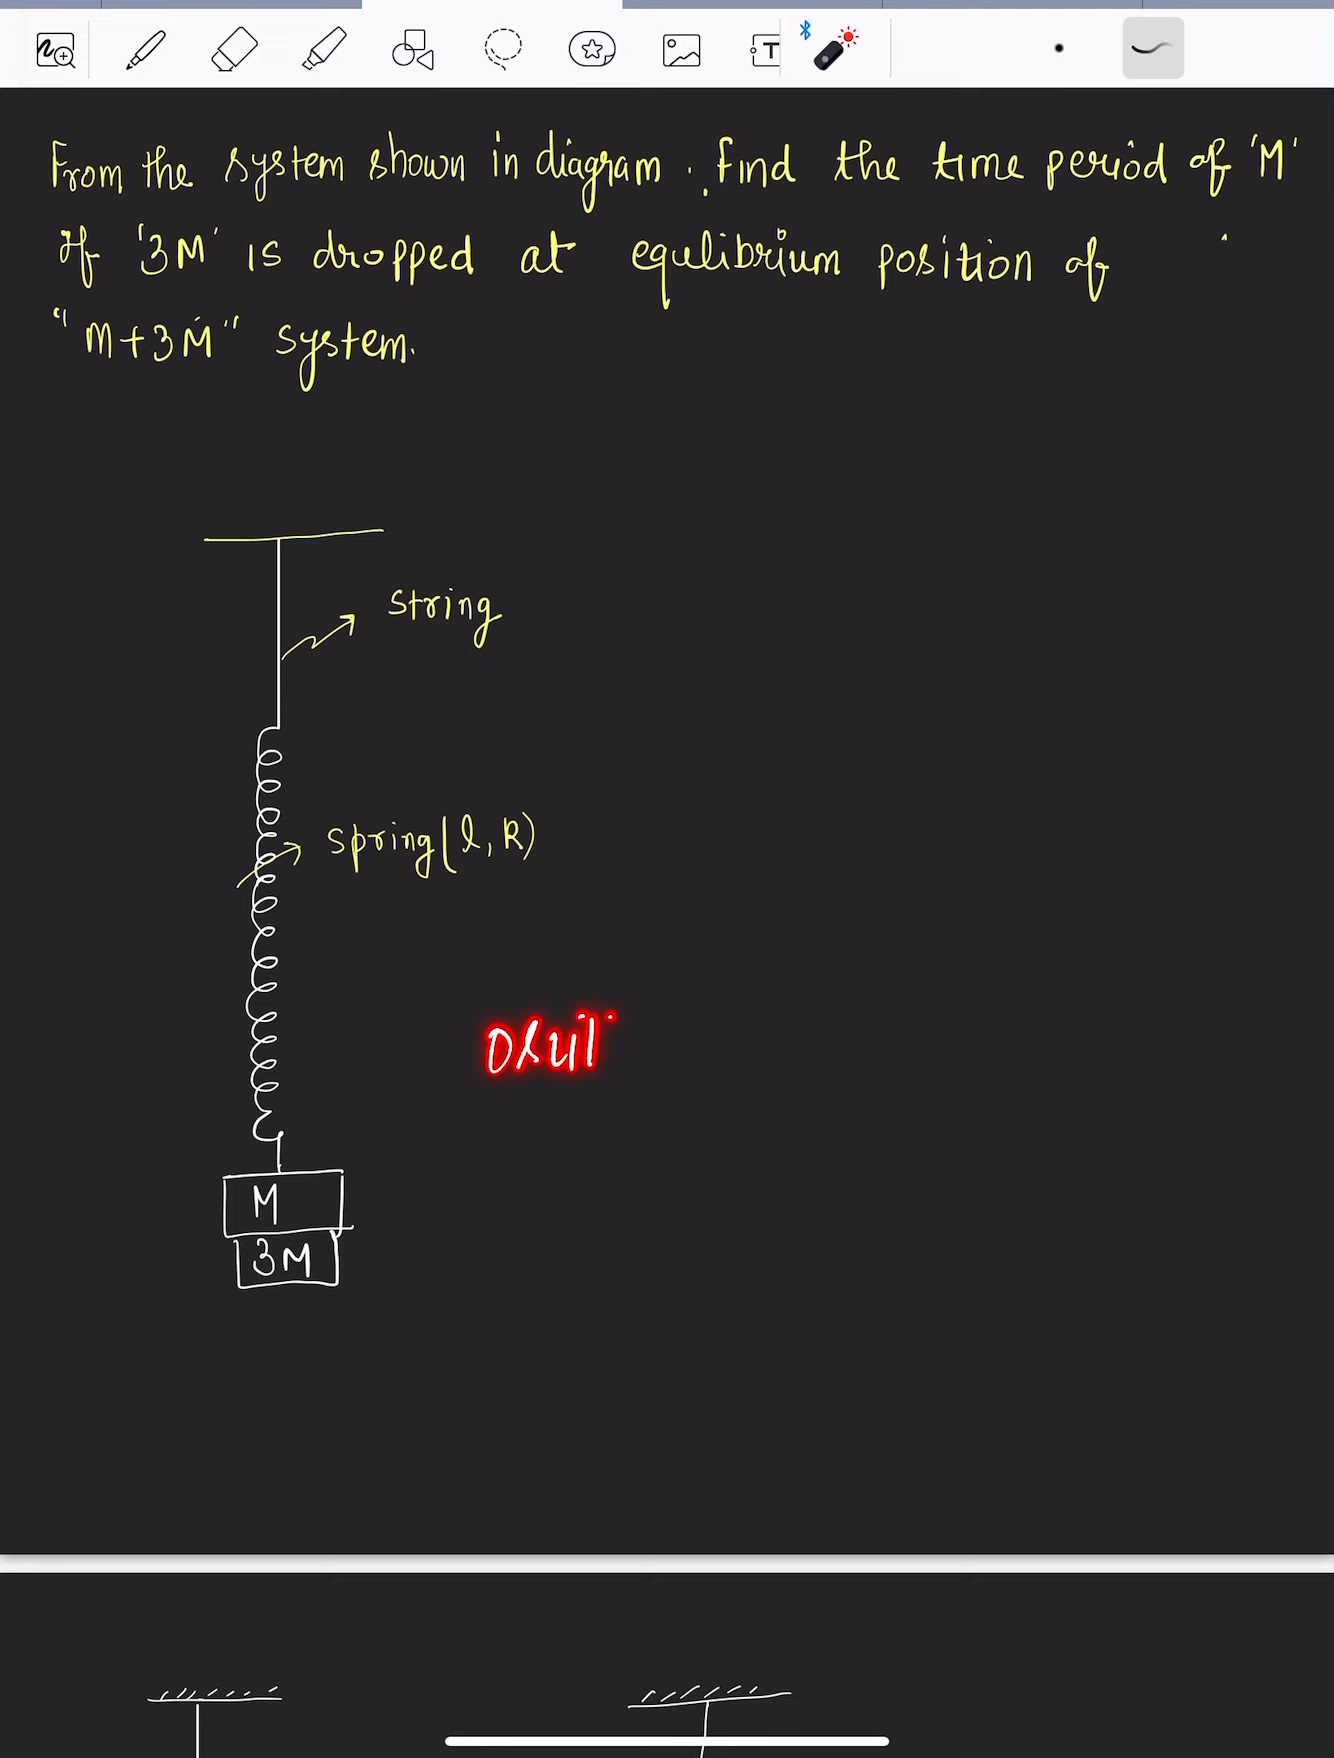 From the system shown in diagram. Find the time period of 'M'
If '3M' is dropped at equlibrium position of
"M+3M" system.
string
spring(l, K)
M
3M